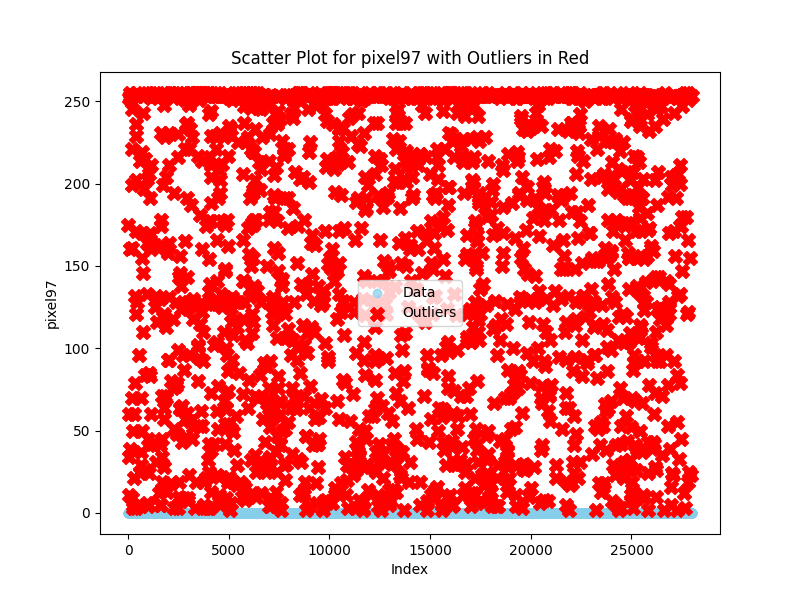 Scatter Plot for pixel97 with Outliers in Red
250
200
150
100
50
0
pixel97
Data
Outliers
0 5000 10000 15000 20000 25000
Index